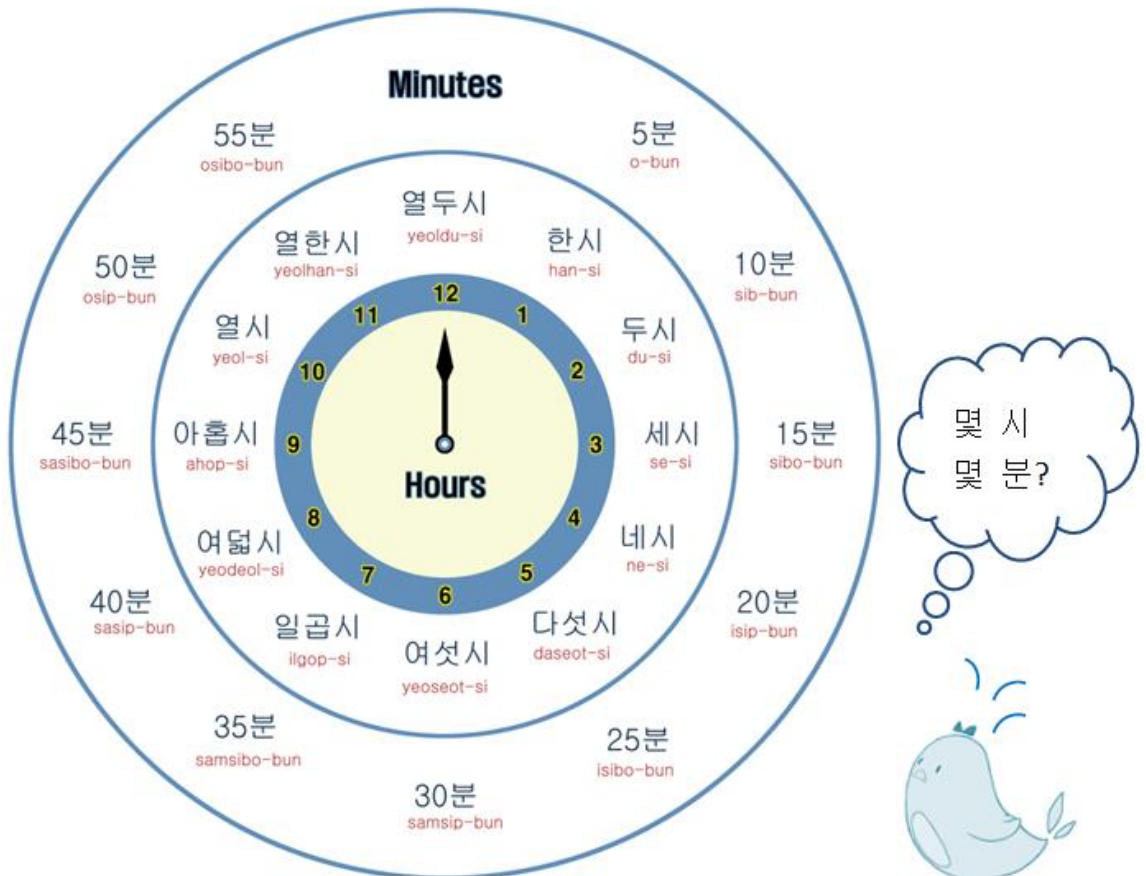 Minutes
55분
osibo-bun
5분
o-bun
열두시
yeoldu-si
열한시
yeolhan-si
한시
han-si
50분
osip-bun
10분
sib-bun
열시
yeol-si
두시
du-si
12
11
1
10
2
9
3
8
4
7
5
6
Hours
45분
sasibo-bun
아홉시
ahop-si
세시
se-si
15분
sibo-bun
여덟시
yeodeol-si
네시
ne-si
40분
sasip-bun
20분
isip-bun
일곱시
ilgop-si
여섯시
yeoseot-si
다섯시
daseot-si
35분
samsibo-bun
25분
isibo-bun
30분
samsip-bun
몇 시
몇 분?